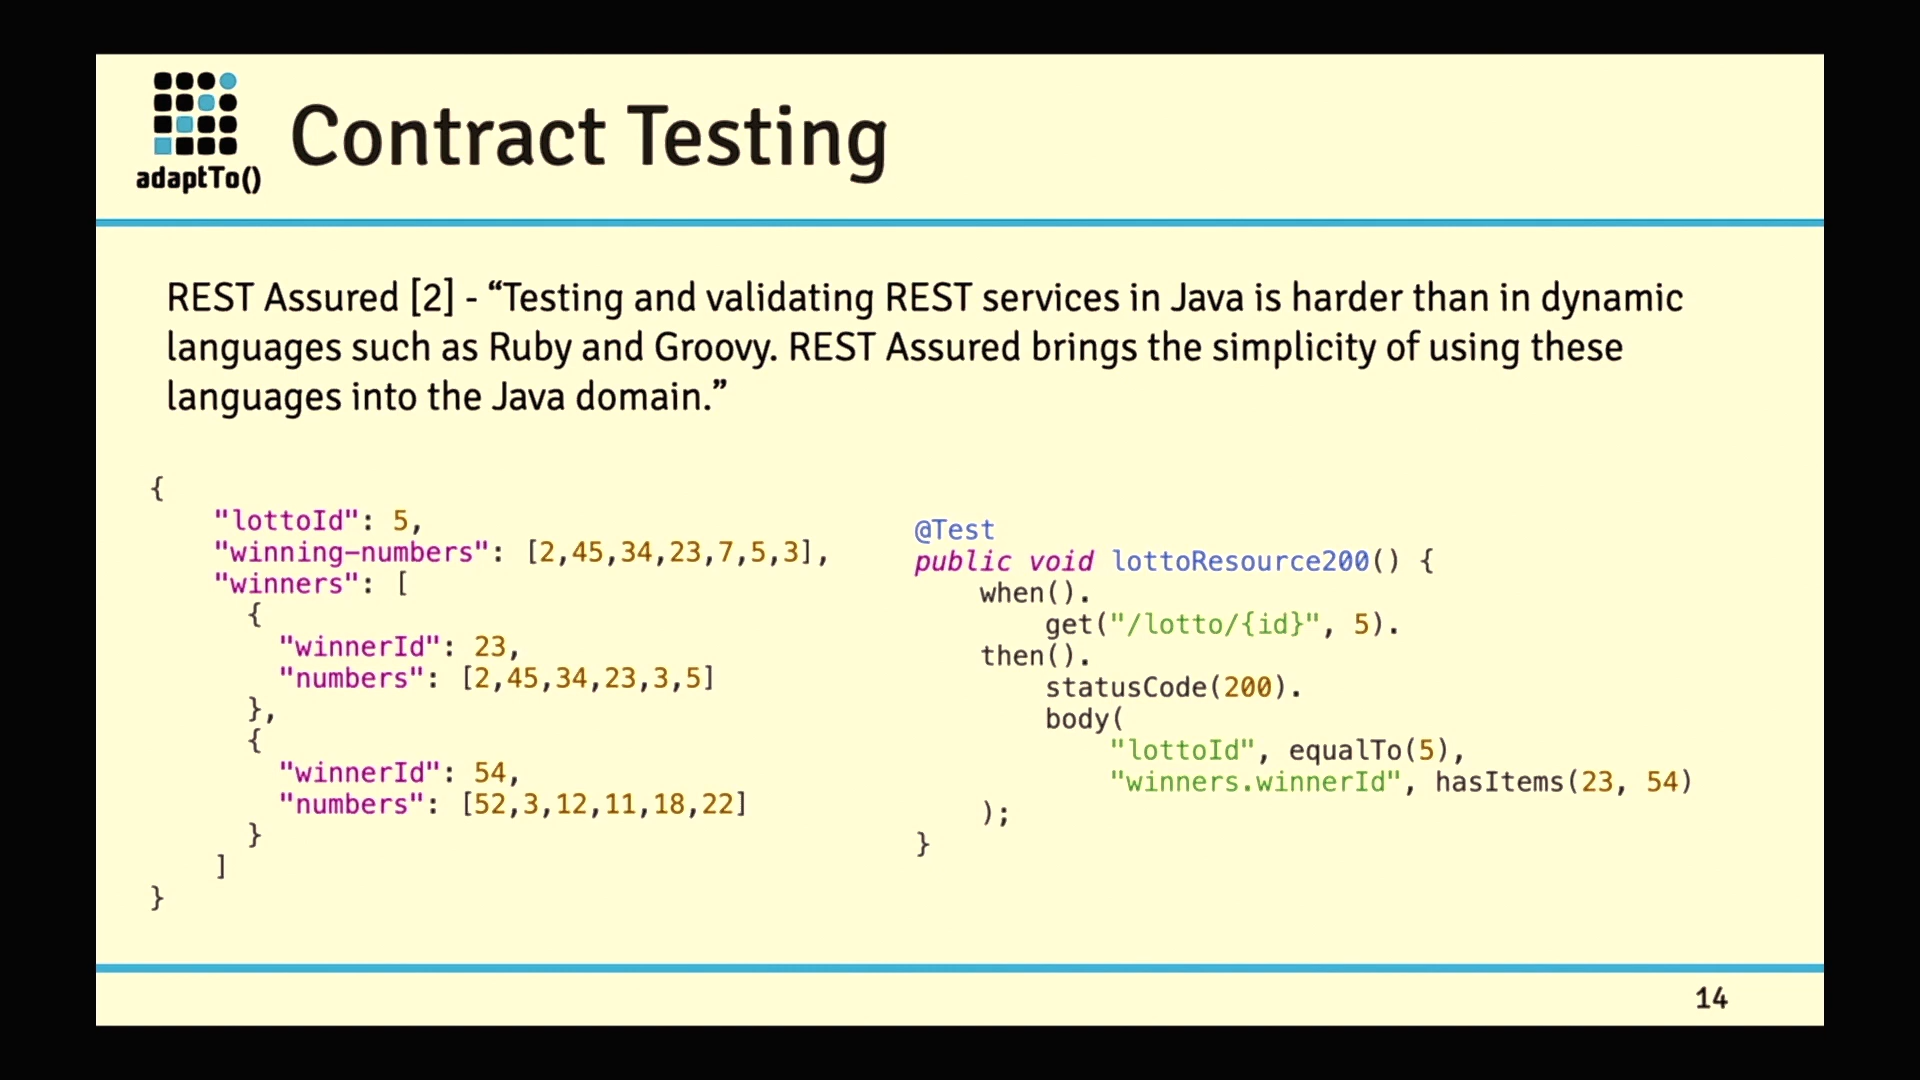 adaptTo()
Contract Testing
REST Assured [2] - “Testing and validating REST services in Java is harder than in dynamic
languages such as Ruby and Groovy. REST Assured brings the simplicity of using these
languages into the Java domain.”
{
    "lottoId": 5,
    "winning-numbers": [2,45,34,23,7,5,3],
    "winners": [
      {
        "winnerId": 23,
        "numbers": [2,45,34,23,3,5]
      },
      {
        "winnerId": 54,
        "numbers": [52,3,12,11,18,22]
      }
    ]
}
@Test
public void lottoResource200() {
    when().
        get("/lotto/{id}", 5).
    then().
        statusCode(200).
        body(
            "lottoId", equalTo(5),
            "winners.winnerId", hasItems(23, 54)
    );
}
14